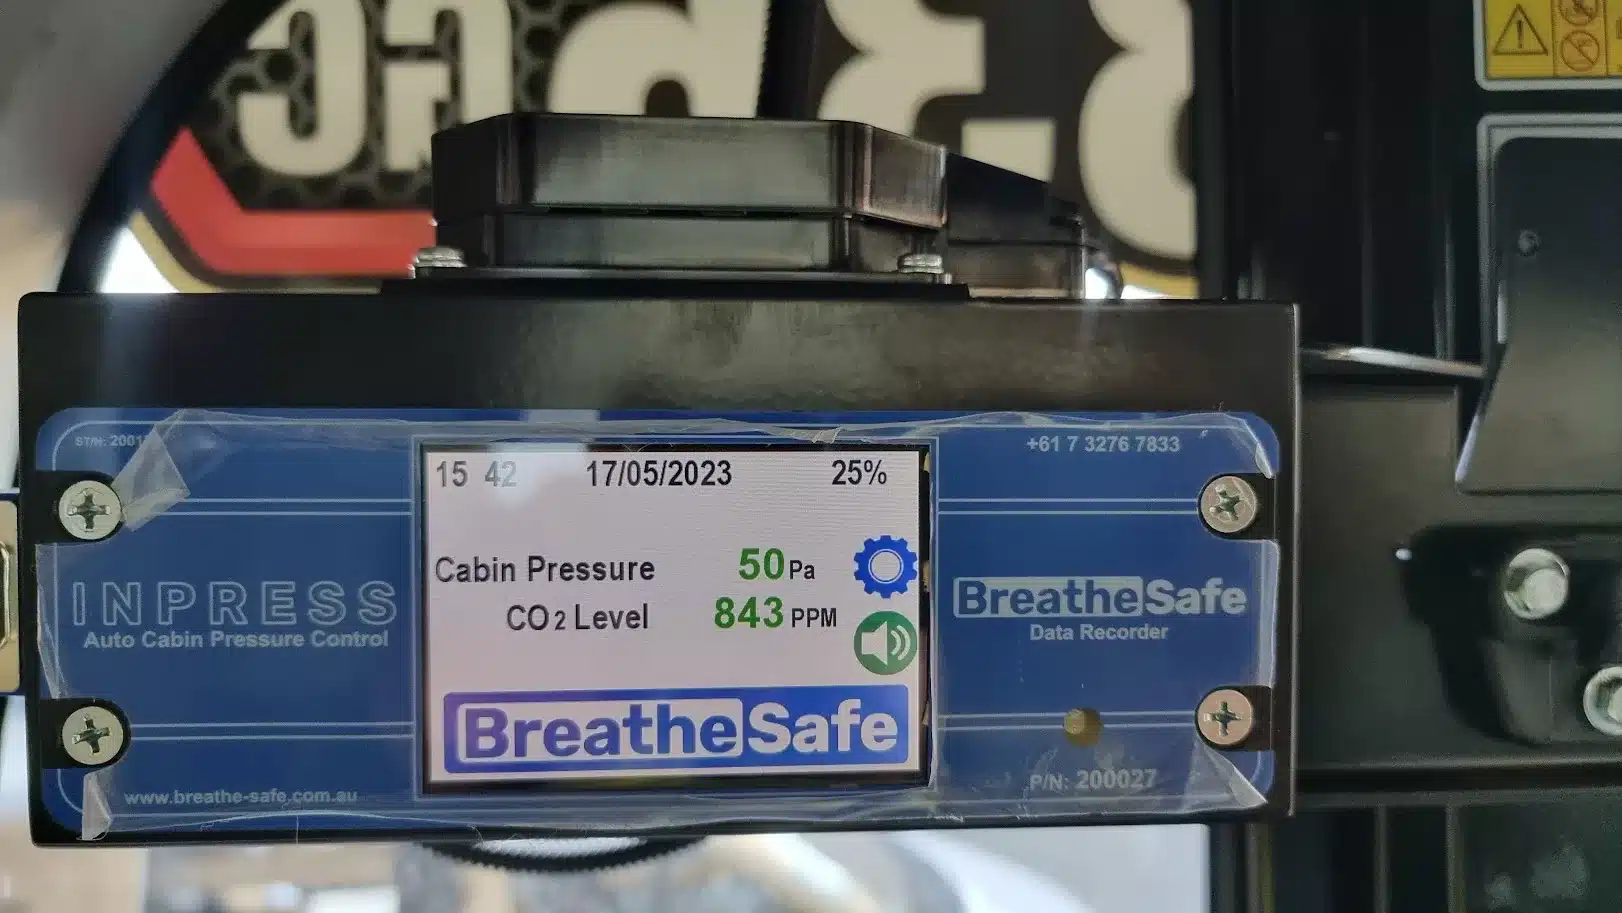 +61 7 3276 7833
15 42 17/05/2023 25%
Cabin Pressure 50 Pa
CO2 Level 843 PPM
INPRESS
Auto Cabin Pressure Control
BreatheSafe
Data Recorder
BreatheSafe
www.breathe-safe.com.au
P/N: 200027